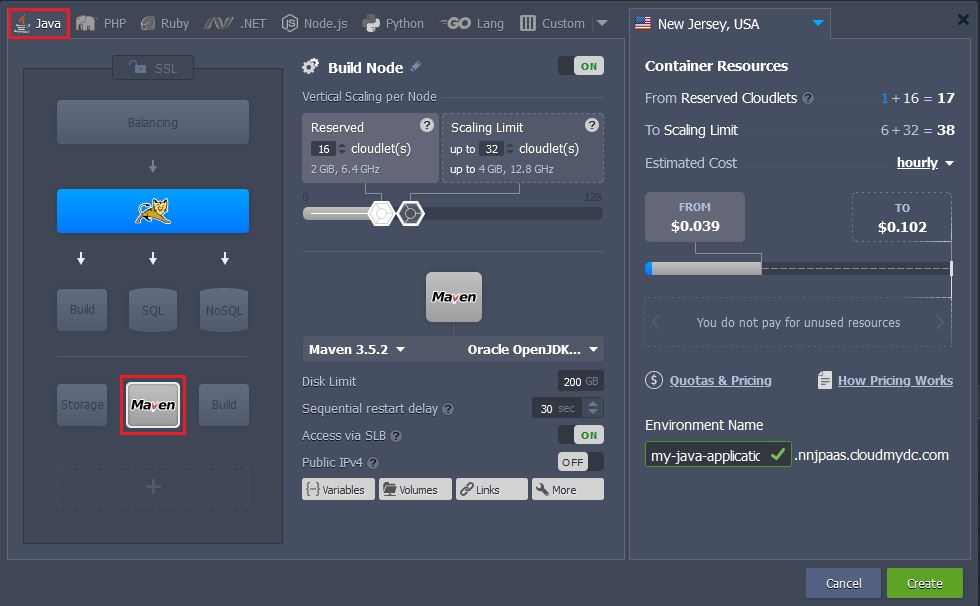 Java PHP Ruby .NET Node.js Python GO Lang Custom
New Jersey, USA
SSL
Balancing
Build SQL NoSQL
Storage Maven Build
Build Node ON
Vertical Scaling per Node
Reserved ?
16 cloudlet(s)
2 GiB, 6.4 GHz
Scaling Limit ?
up to 32 cloudlet(s)
up to 4 GiB, 12.8 GHz
0 128
Maven
Maven 3.5.2 Oracle OpenJDK...
Disk Limit 200 GB
Sequential restart delay ? 30 sec
Access via SLB ? ON
Public IPv4 ? OFF
Variables Volumes Links More
Container Resources
From Reserved Cloudlets ? 1 + 16 = 17
To Scaling Limit 6 + 32 = 38
Estimated Cost hourly
FROM
$0.039
TO
$0.102
You do not pay for unused resources
$ Quotas & Pricing How Pricing Works
Environment Name
my-java-applicatic .nnjpaas.cloudmydc.com
Cancel Create